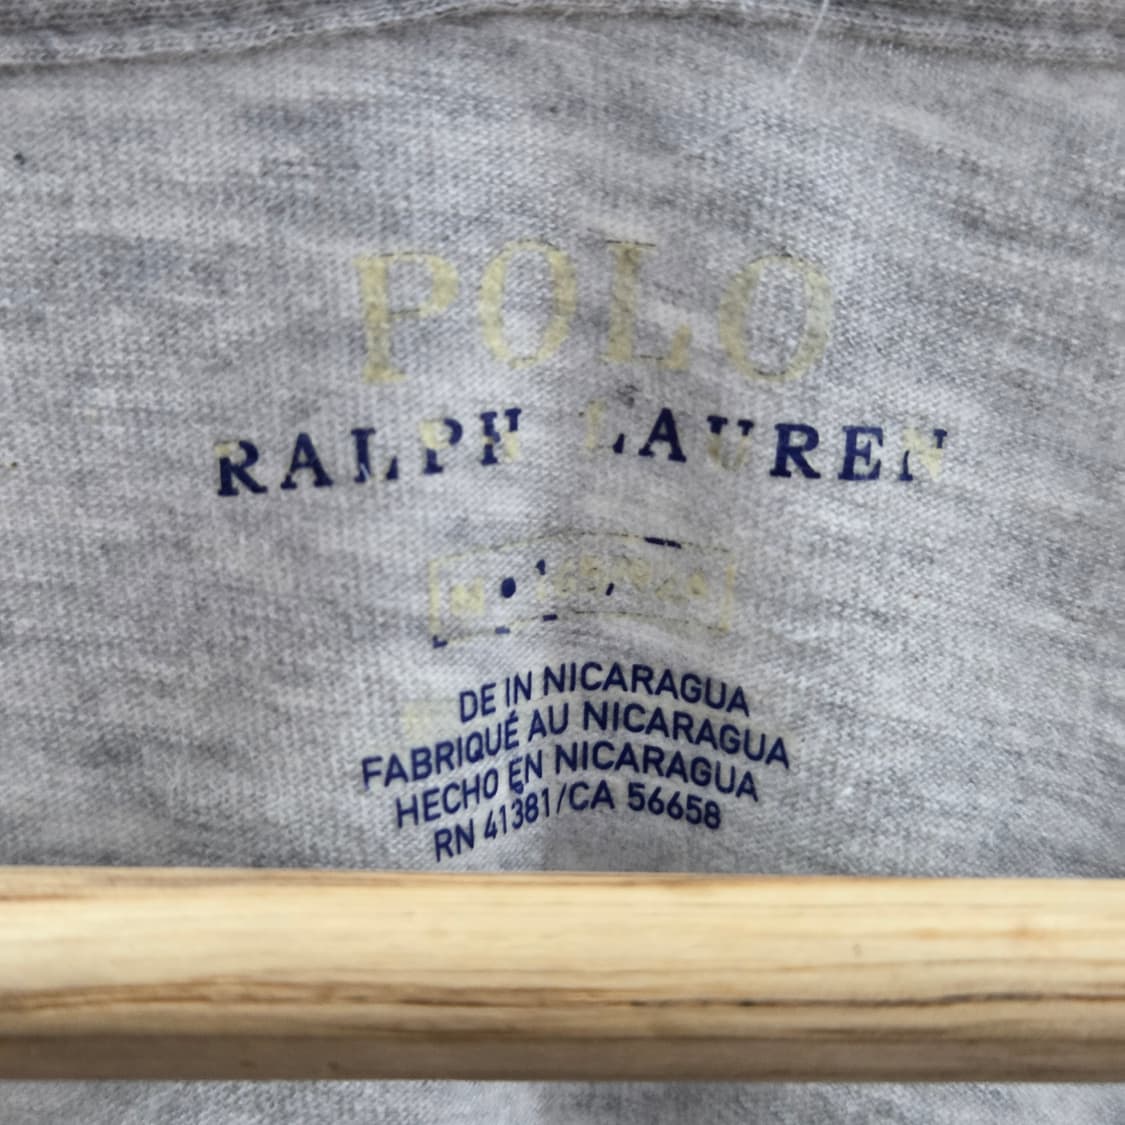 POLO
RALPH LAUREN
DE IN NICARAGUA
FABRIQUÉ AU NICARAGUA
HECHO EN NICARAGUA
RN 41381/CA 56658